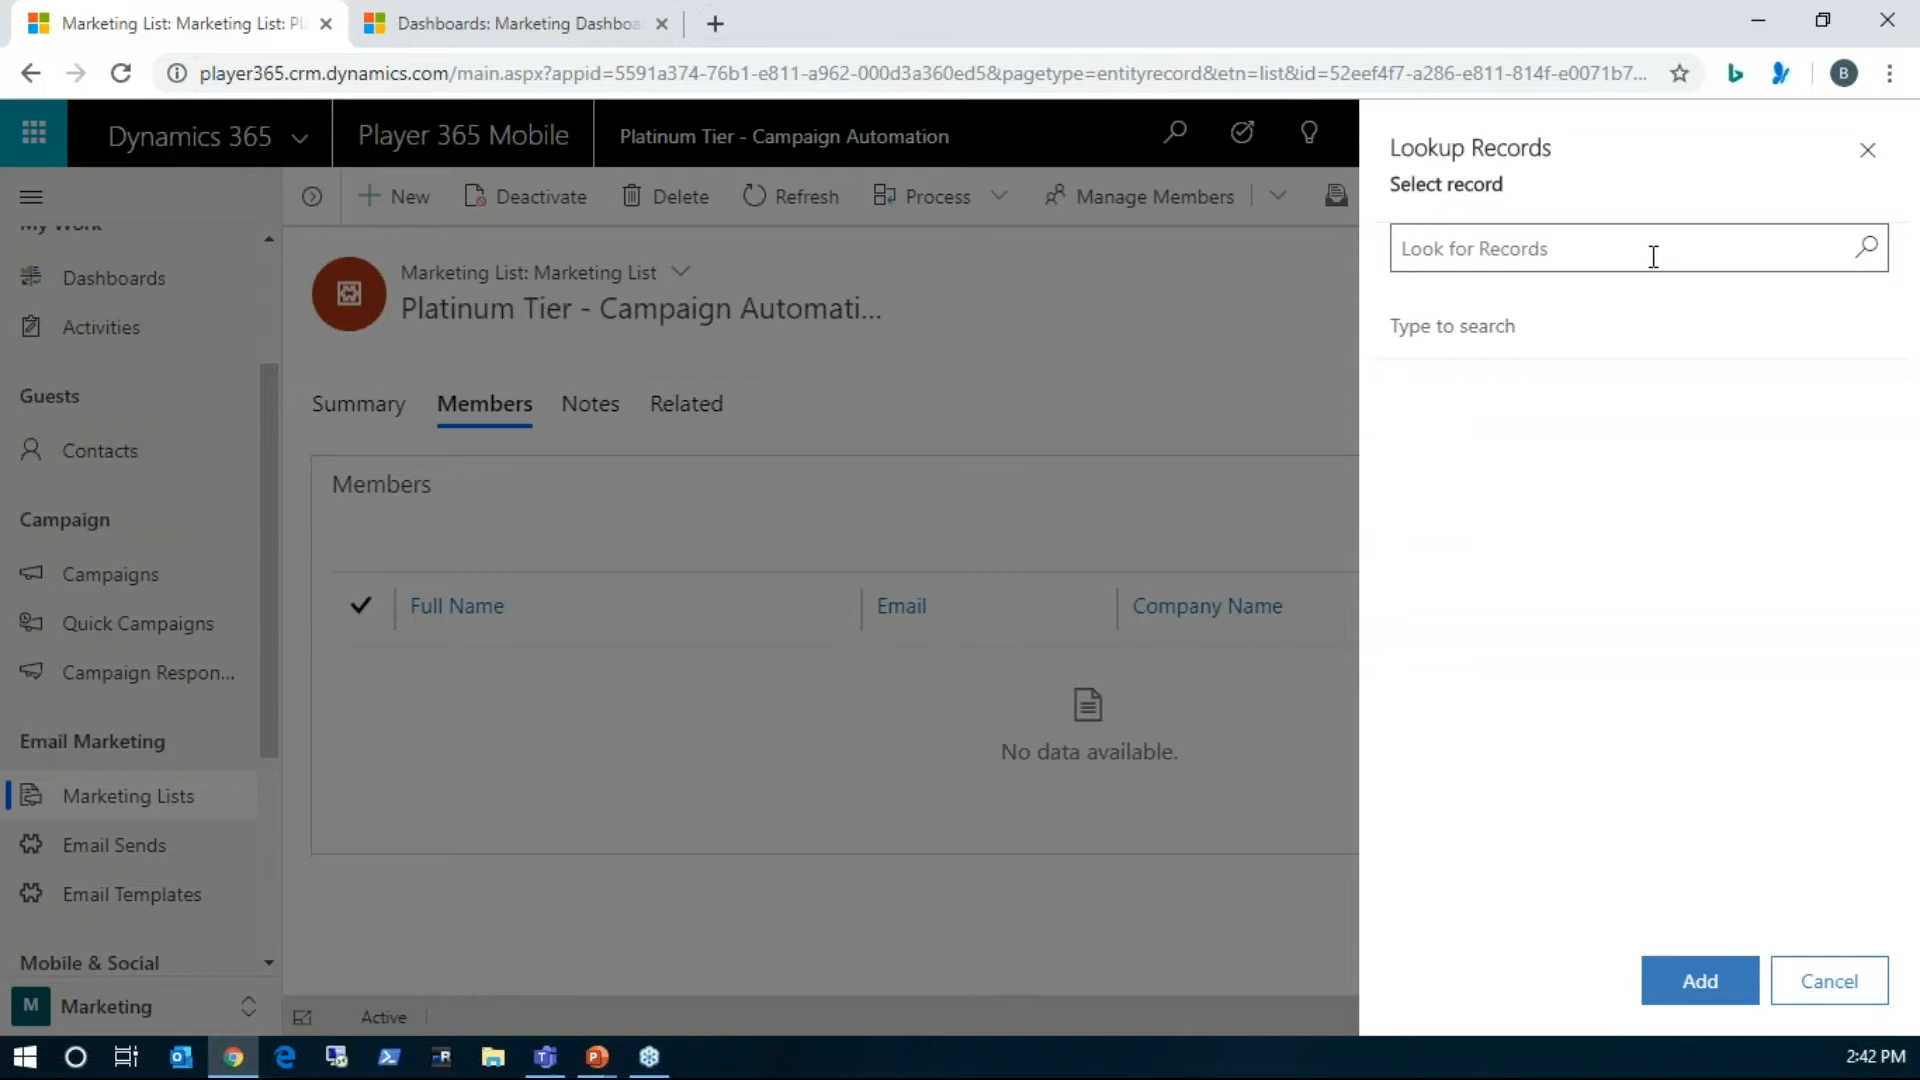 Marketing List: Marketing List: Pl
Dashboards: Marketing Dashboa
player365.crm.dynamics.com/main.aspx?appid=5591a374-76b1-e811-a962-000d3a360ed5&pagetype=entityrecord&etn=list&id=52eef4f7-a286-e811-814f-e0071b7...
B
Dynamics 365
Player 365 Mobile
Platinum Tier - Campaign Automation
New
Deactivate
Delete
Refresh
Process
Manage Members
My Work
Dashboards
Activities
Guests
Contacts
Campaign
Campaigns
Quick Campaigns
Campaign Respon...
Email Marketing
Marketing Lists
Email Sends
Email Templates
Mobile & Social
M
Marketing
Marketing List: Marketing List
Platinum Tier - Campaign Automati...
Summary
Members
Notes
Related
Members
Full Name
Email
Company Name
No data available.
Active
Lookup Records
Select record
Look for Records
Type to search
Add
Cancel
2:42 PM